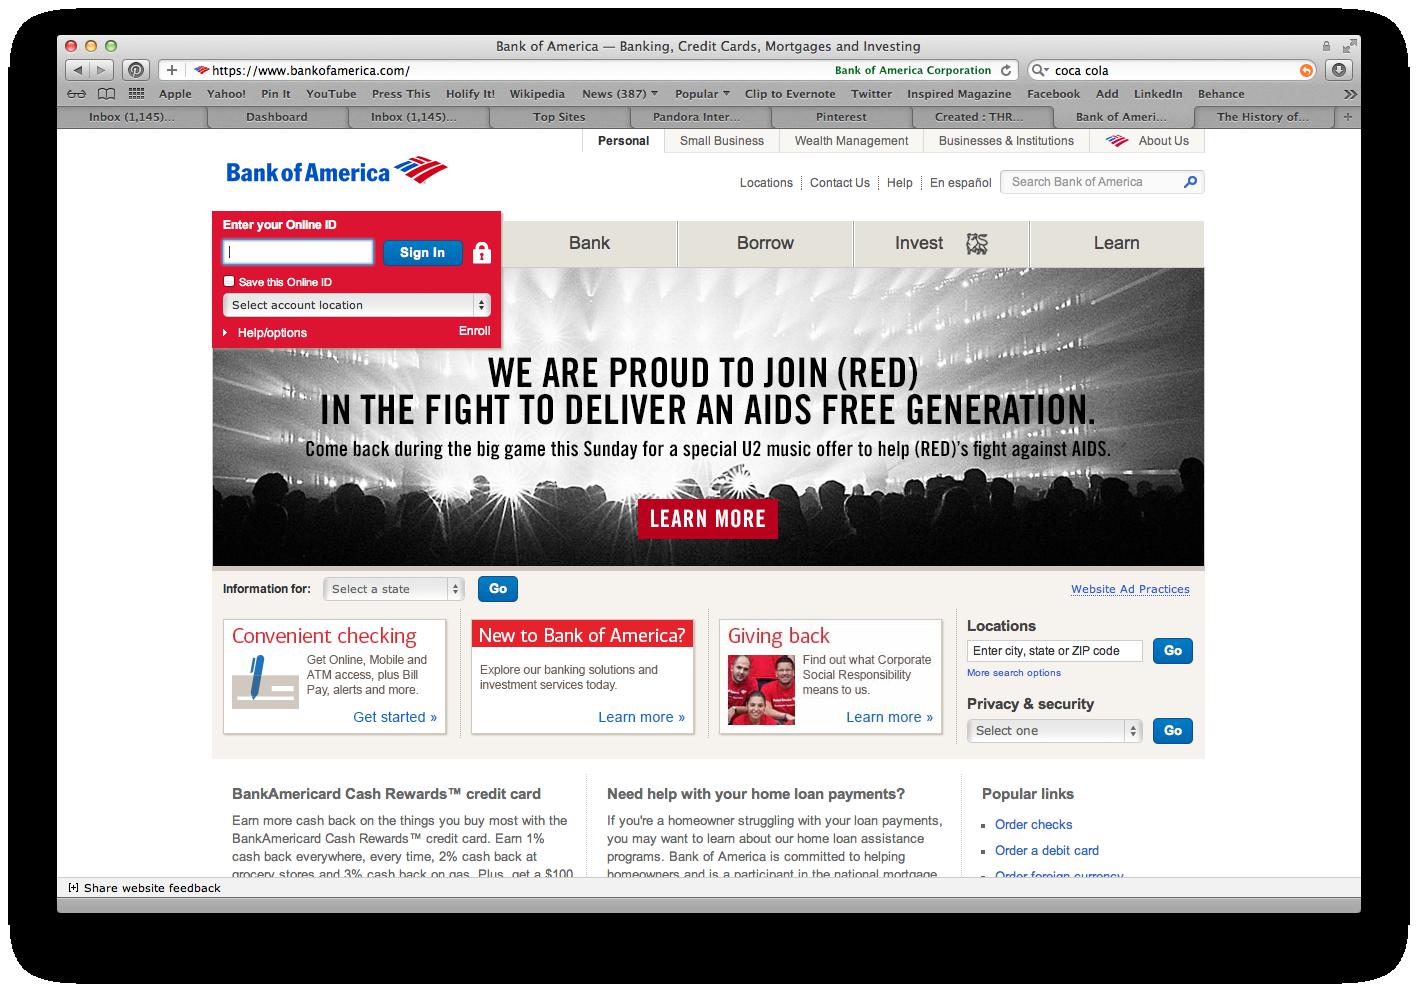 Bank of America — Banking, Credit Cards, Mortgages and Investing
https://www.bankofamerica.com/
Bank of America Corporation
coca cola
Apple Yahoo! Pin It YouTube Press This Holify It! Wikipedia News (387) Popular Clip to Evernote Twitter Inspired Magazine Facebook Add LinkedIn Behance
Inbox (1,145)... Dashboard Inbox (1,145)... Top Sites Pandora Inter... Pinterest Created : THR... Bank of Ameri... The History of...
Personal Small Business Wealth Management Businesses & Institutions About Us
Bank of America
Locations Contact Us Help En español Search Bank of America
Enter your Online ID
Sign In
Save this Online ID
Select account location
Help/options Enroll
Bank Borrow Invest Learn
WE ARE PROUD TO JOIN (RED)
IN THE FIGHT TO DELIVER AN AIDS FREE GENERATION.
Come back during the big game this Sunday for a special U2 music offer to help (RED)'s fight against AIDS.
LEARN MORE
Information for: Select a state Go
Website Ad Practices
Convenient checking
Get Online, Mobile and
ATM access, plus Bill
Pay, alerts and more.
Get started »
New to Bank of America?
Explore our banking solutions and
investment services today.
Learn more »
Giving back
Find out what Corporate
Social Responsibility
means to us.
Learn more »
Locations
Enter city, state or ZIP code Go
More search options
Privacy & security
Select one Go
BankAmericard Cash Rewards™ credit card
Earn more cash back on the things you buy most with the
BankAmericard Cash Rewards™ credit card. Earn 1%
cash back everywhere, every time, 2% cash back at
grocery stores and 3% cash back on gas. Plus, get a $100
Need help with your home loan payments?
If you're a homeowner struggling with your loan payments,
you may want to learn about our home loan assistance
programs. Bank of America is committed to helping
homeowners and is a participant in the national mortgage
Popular links
Order checks
Order a debit card
Order foreign currency
Share website feedback